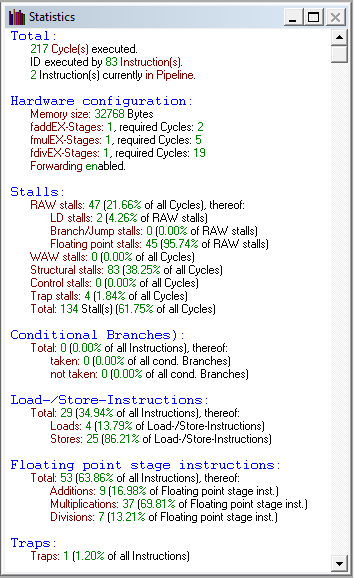 Statistics
Total:
217 Cycle(s) executed.
ID executed by 83 Instruction(s).
2 Instruction(s) currently in Pipeline.
Hardware configuration:
Memory size: 32768 Bytes
faddEX-Stages: 1, required Cycles: 2
fmulEX-Stages: 1, required Cycles: 5
fdivEX-Stages: 1, required Cycles: 19
Forwarding enabled.
Stalls:
RAW stalls: 47 (21.66% of all Cycles), thereof:
LD stalls: 2 (4.26% of RAW stalls)
Branch/Jump stalls: 0 (0.00% of RAW stalls)
Floating point stalls: 45 (95.74% of RAW stalls)
WAW stalls: 0 (0.00% of all Cycles)
Structural stalls: 83 (38.25% of all Cycles)
Control stalls: 0 (0.00% of all Cycles)
Trap stalls: 4 (1.84% of all Cycles)
Total: 134 Stall(s) (61.75% of all Cycles)
Conditional Branches):
Total: 0 (0.00% of all Instructions), thereof:
taken: 0 (0.00% of all cond. Branches)
not taken: 0 (0.00% of all cond. Branches)
Load-/Store-Instructions:
Total: 29 (34.94% of all Instructions), thereof:
Loads: 4 (13.79% of Load-/Store-Instructions)
Stores: 25 (86.21% of Load-/Store-Instructions)
Floating point stage instructions:
Total: 53 (63.86% of all Instructions), thereof:
Additions: 9 (16.98% of Floating point stage inst.)
Multiplications: 37 (69.81% of Floating point stage inst.)
Divisions: 7 (13.21% of Floating point stage inst.)
Traps:
Traps: 1 (1.20% of all Instructions)